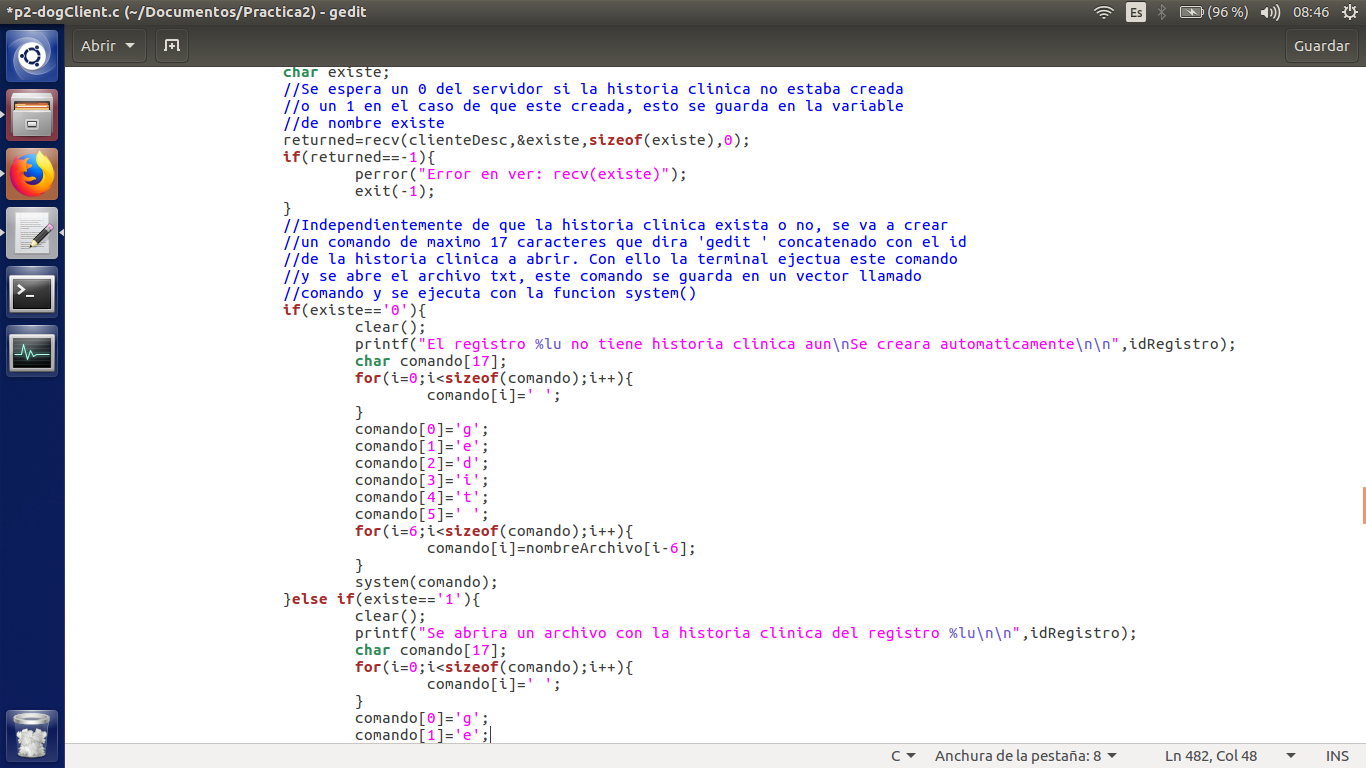 *p2-dogClient.c (~/Documentos/Practica2) - gedit
Es
(96 %)
08:46
Abrir
Guardar
char existe;
//Se espera un 0 del servidor si la historia clinica no estaba creada
//o un 1 en el caso de que este creada, esto se guarda en la variable
//de nombre existe
returned=recv(clienteDesc,&existe,sizeof(existe),0);
if(returned==-1){
perror("Error en ver: recv(existe)");
exit(-1);
}
//Independientemente de que la historia clinica exista o no, se va a crear
//un comando de maximo 17 caracteres que dira 'gedit ' concatenado con el id
//de la historia clinica a abrir. Con ello la terminal ejectua este comando
//y se abre el archivo txt, este comando se guarda en un vector llamado
//comando y se ejecuta con la funcion system()
if(existe=='0'){
clear();
printf("El registro %lu no tiene historia clinica aun\nSe creara automaticamente\n\n",idRegistro);
char comando[17];
for(i=0;i<sizeof(comando);i++){
comando[i]=' ';
}
comando[0]='g';
comando[1]='e';
comando[2]='d';
comando[3]='i';
comando[4]='t';
comando[5]=' ';
for(i=6;i<sizeof(comando);i++){
comando[i]=nombreArchivo[i-6];
}
system(comando);
}else if(existe=='1'){
clear();
printf("Se abrira un archivo con la historia clinica del registro %lu\n\n",idRegistro);
char comando[17];
for(i=0;i<sizeof(comando);i++){
comando[i]=' ';
}
comando[0]='g';
comando[1]='e';
C
Anchura de la pestaña: 8
Ln 482, Col 48
INS